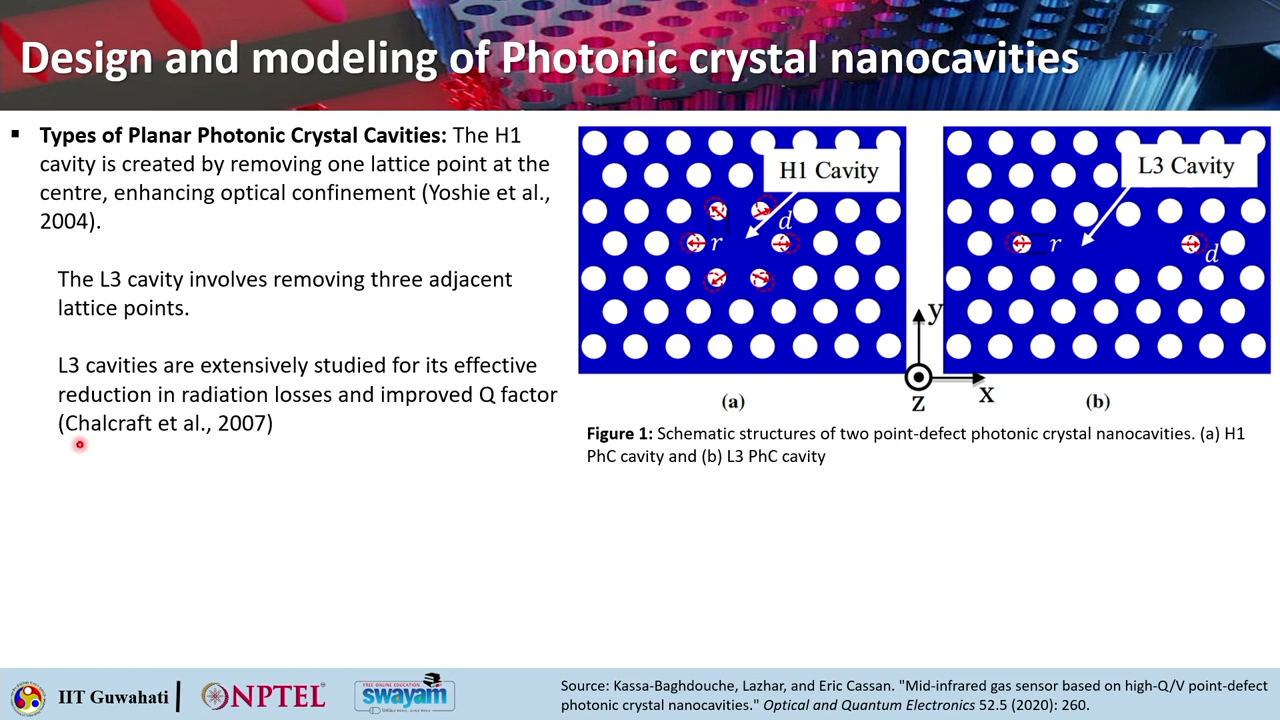 Design and modeling of Photonic crystal nanocavities
▪ Types of Planar Photonic Crystal Cavities: The H1
cavity is created by removing one lattice point at the
centre, enhancing optical confinement (Yoshie et al.,
2004).
The L3 cavity involves removing three adjacent
lattice points.
L3 cavities are extensively studied for its effective
reduction in radiation losses and improved Q factor
(Chalcraft et al., 2007)
H1 Cavity
d
r
(a)
y
z
x
L3 Cavity
r
d
(b)
Figure 1: Schematic structures of two point-defect photonic crystal nanocavities. (a) H1
PhC cavity and (b) L3 PhC cavity
IIT Guwahati
NPTEL
FREE ONLINE EDUCATION
swayam
Source: Kassa-Baghdouche, Lazhar, and Eric Cassan. "Mid-infrared gas sensor based on high-Q/V point-defect
photonic crystal nanocavities." Optical and Quantum Electronics 52.5 (2020): 260.